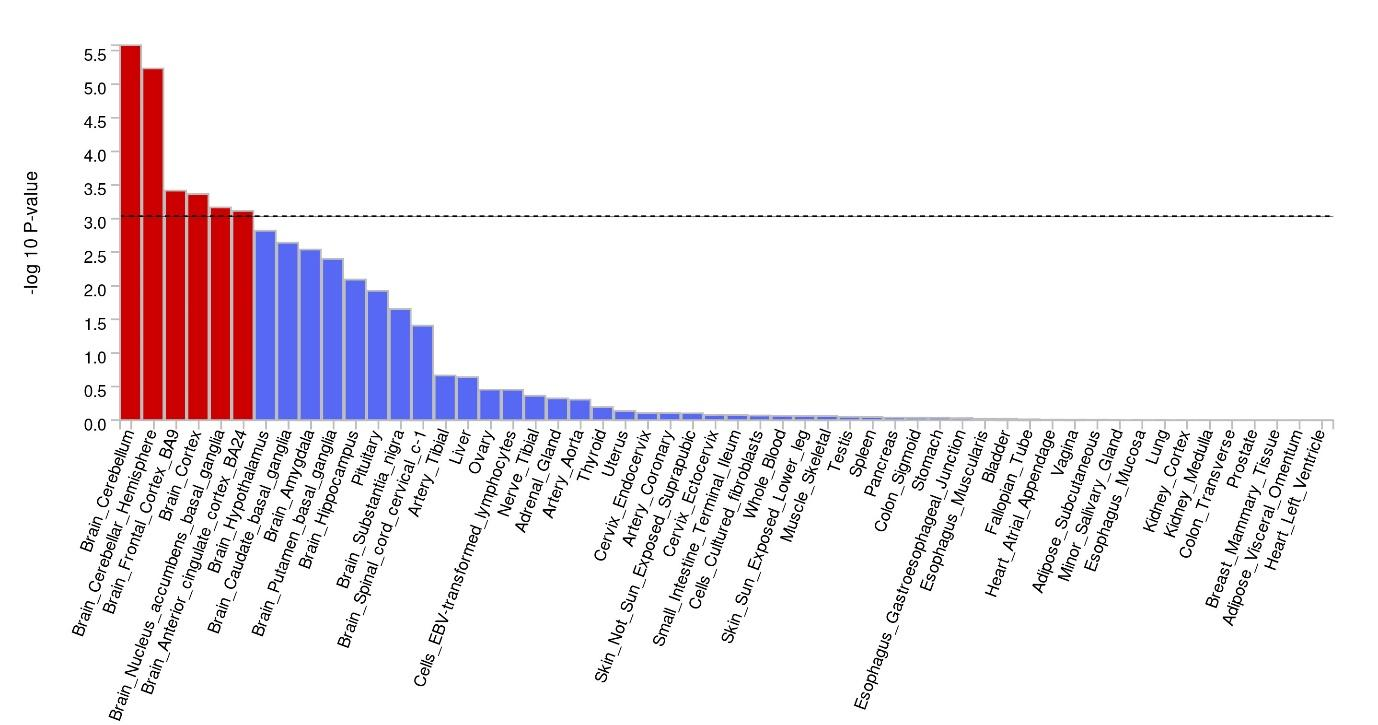 -log 10 P-value
5.5
5.0
4.5
4.0
3.5
3.0
2.5
2.0
1.5
1.0
0.5
0.0
Brain_Cerebellum
Brain_Cerebellar_Hemisphere
Brain_Frontal_Cortex_BA9
Brain_Cortex
Brain_Nucleus_accumbens_basal_ganglia
Brain_Anterior_cingulate_cortex_BA24
Brain_Hypothalamus
Brain_Caudate_basal_ganglia
Brain_Amygdala
Brain_Putamen_basal_ganglia
Brain_Hippocampus
Pituitary
Brain_Substantia_nigra
Brain_Spinal_cord_cervical_c-1
Artery_Tibial
Liver
Ovary
Cells_EBV-transformed_lymphocytes
Nerve_Tibial
Adrenal_Gland
Artery_Aorta
Thyroid
Uterus
Cervix_Endocervix
Artery_Coronary
Skin_Not_Sun_Exposed_Suprapubic
Cervix_Ectocervix
Small_Intestine_Terminal_Ileum
Cells_Cultured_fibroblasts
Whole_Blood
Skin_Sun_Exposed_Lower_leg
Muscle_Skeletal
Testis
Spleen
Pancreas
Colon_Sigmoid
Stomach
Esophagus_Gastroesophageal_Junction
Esophagus_Muscularis
Bladder
Fallopian_Tube
Heart_Atrial_Appendage
Vagina
Adipose_Subcutaneous
Minor_Salivary_Gland
Esophagus_Mucosa
Lung
Kidney_Cortex
Kidney_Medulla
Colon_Transverse
Prostate
Breast_Mammary_Tissue
Adipose_Visceral_Omentum
Heart_Left_Ventricle